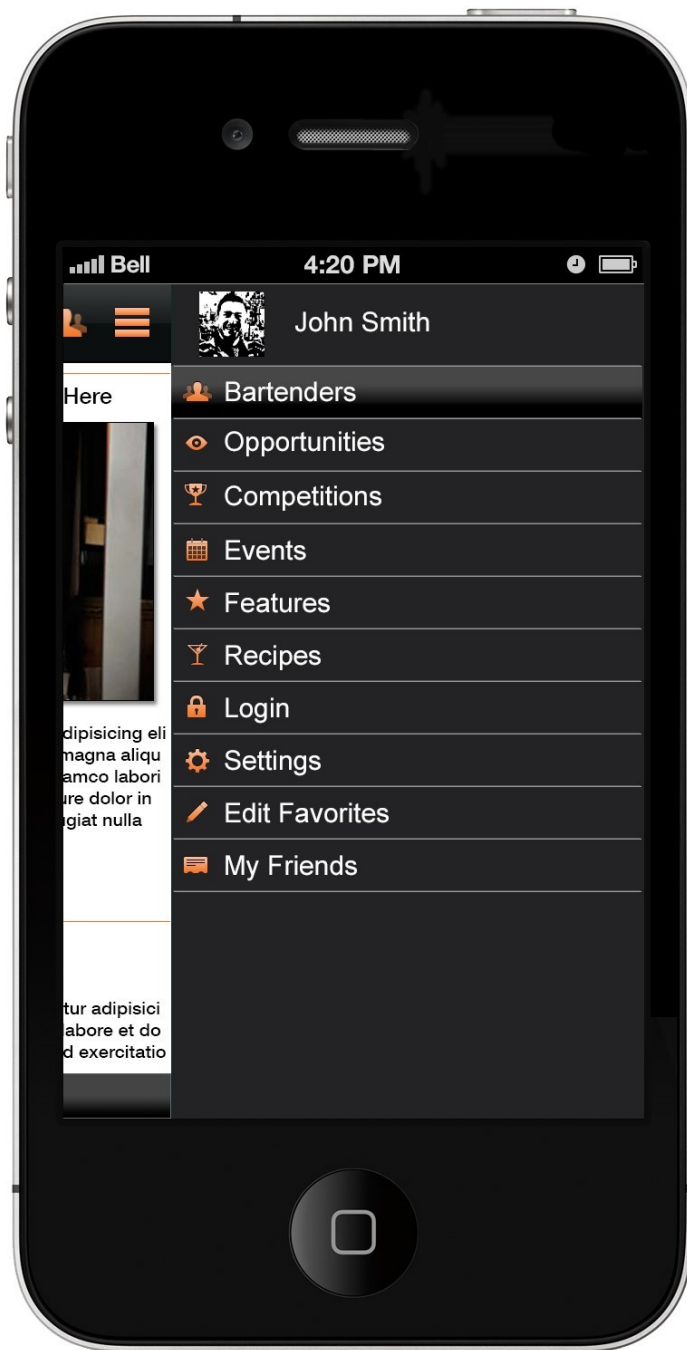 Bell 4:20 PM
John Smith
Here
Bartenders
Opportunities
Competitions
Events
Features
Recipes
Login
Settings
Edit Favorites
My Friends
dipisicing eli
magna aliqu
amco labori
ure dolor in
igiat nulla
tur adipisici
abore et do
d exercitatio